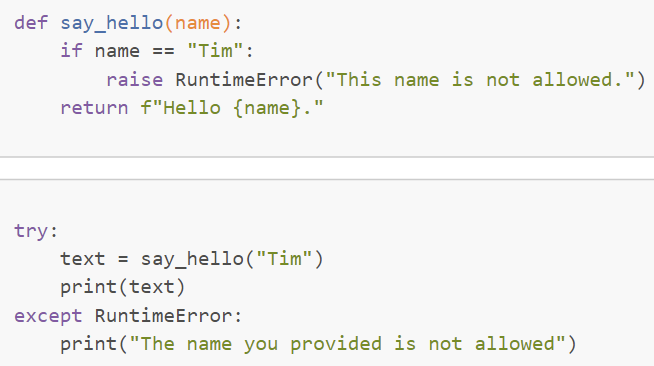 def say_hello(name):
    if name == "Tim":
        raise RuntimeError("This name is not allowed.")
    return f"Hello {name}."
try:
    text = say_hello("Tim")
    print(text)
except RuntimeError:
    print("The name you provided is not allowed")